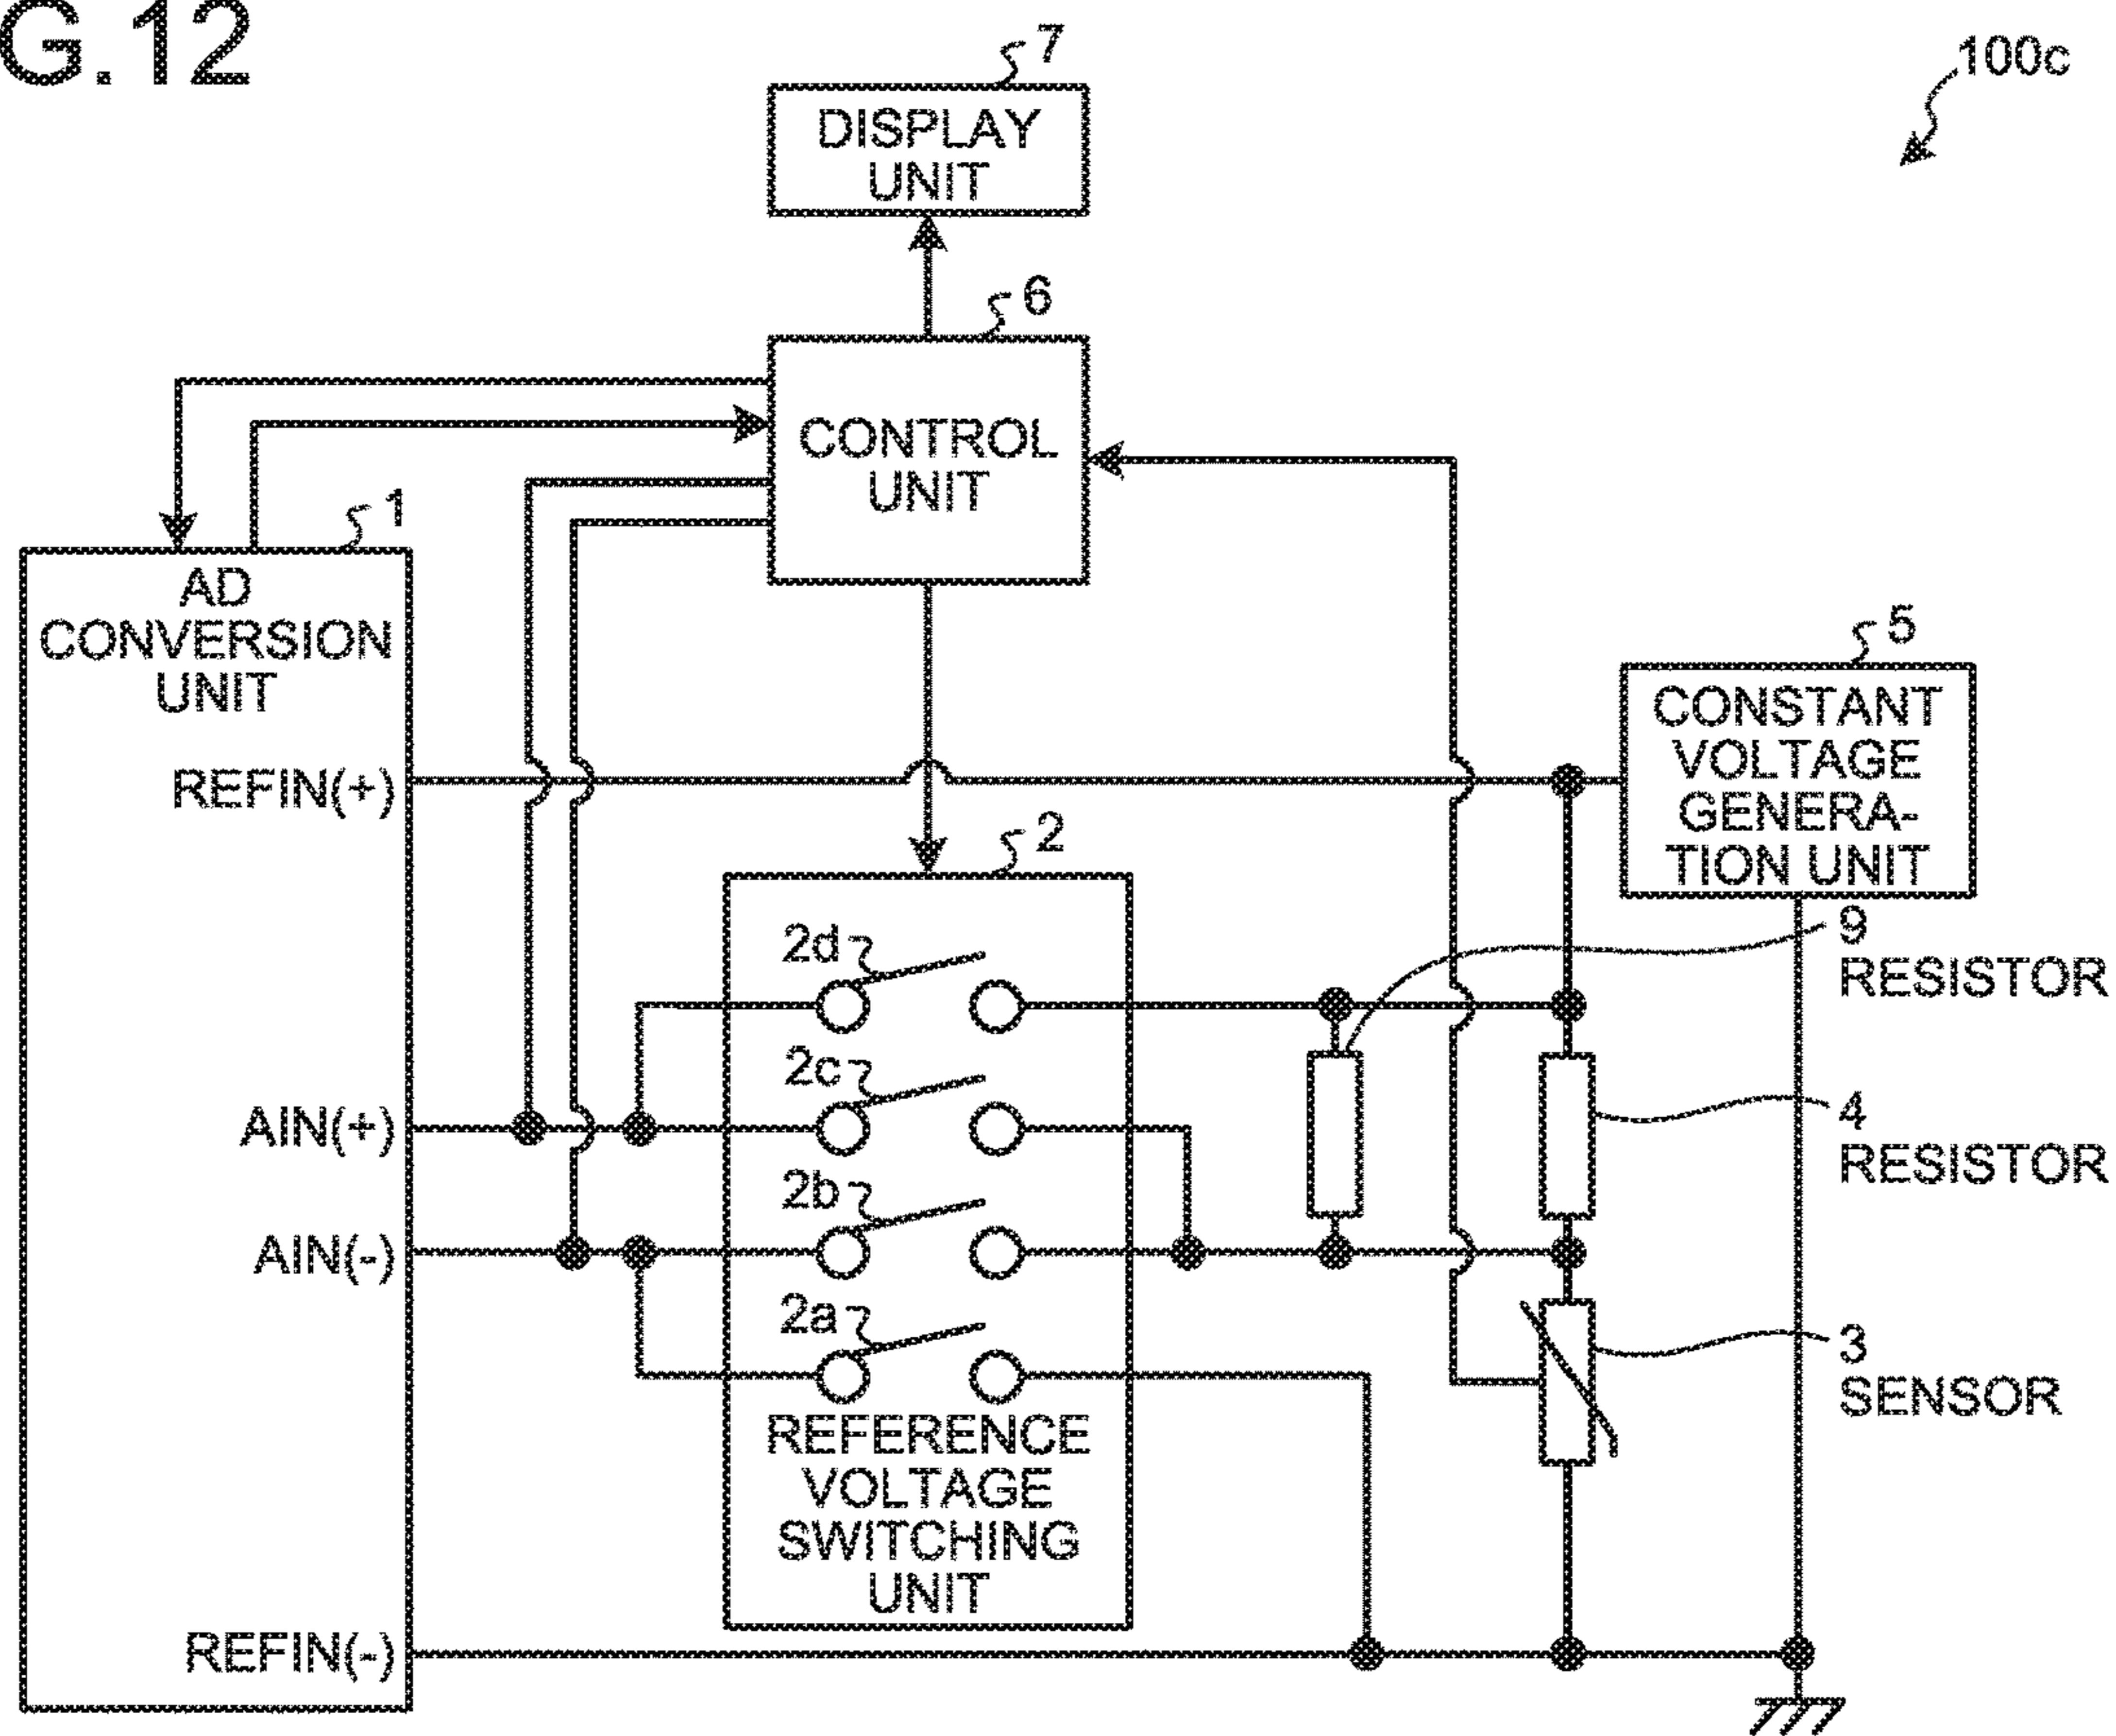 G.12
100c
7
DISPLAY
UNIT
6
CONTROL
UNIT
1
AD
CONVERSION
UNIT
REFIN(+)
AIN(+)
AIN(-)
REFIN(-)
5
CONSTANT
VOLTAGE
GENERA-
TION UNIT
2
2d
2c
2b
2a
REFERENCE
VOLTAGE
SWITCHING
UNIT
9
RESISTOR
4
RESISTOR
3
SENSOR